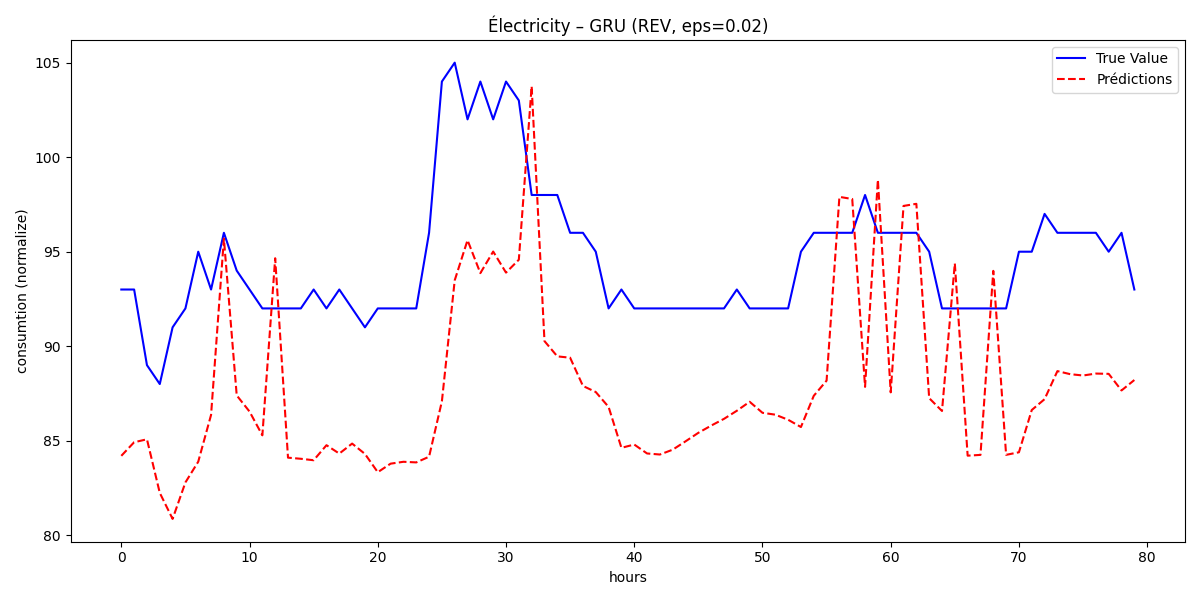 Électricity – GRU (REV, eps=0.02)
True Value
Prédictions
consumtion (normalize)
105
100
95
90
85
80
0 10 20 30 40 50 60 70 80
hours